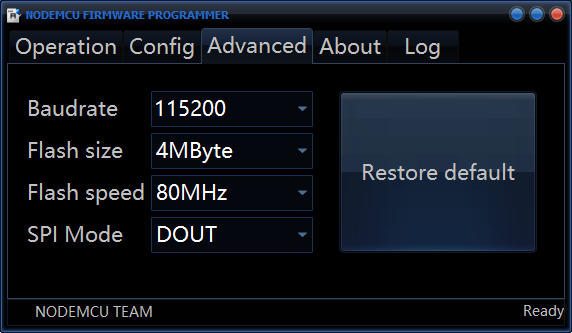 NODEMCU FIRMWARE PROGRAMMER
Operation Config Advanced About Log
Baudrate 115200
Flash size 4MByte
Flash speed 80MHz
SPI Mode DOUT
Restore default
NODEMCU TEAM Ready